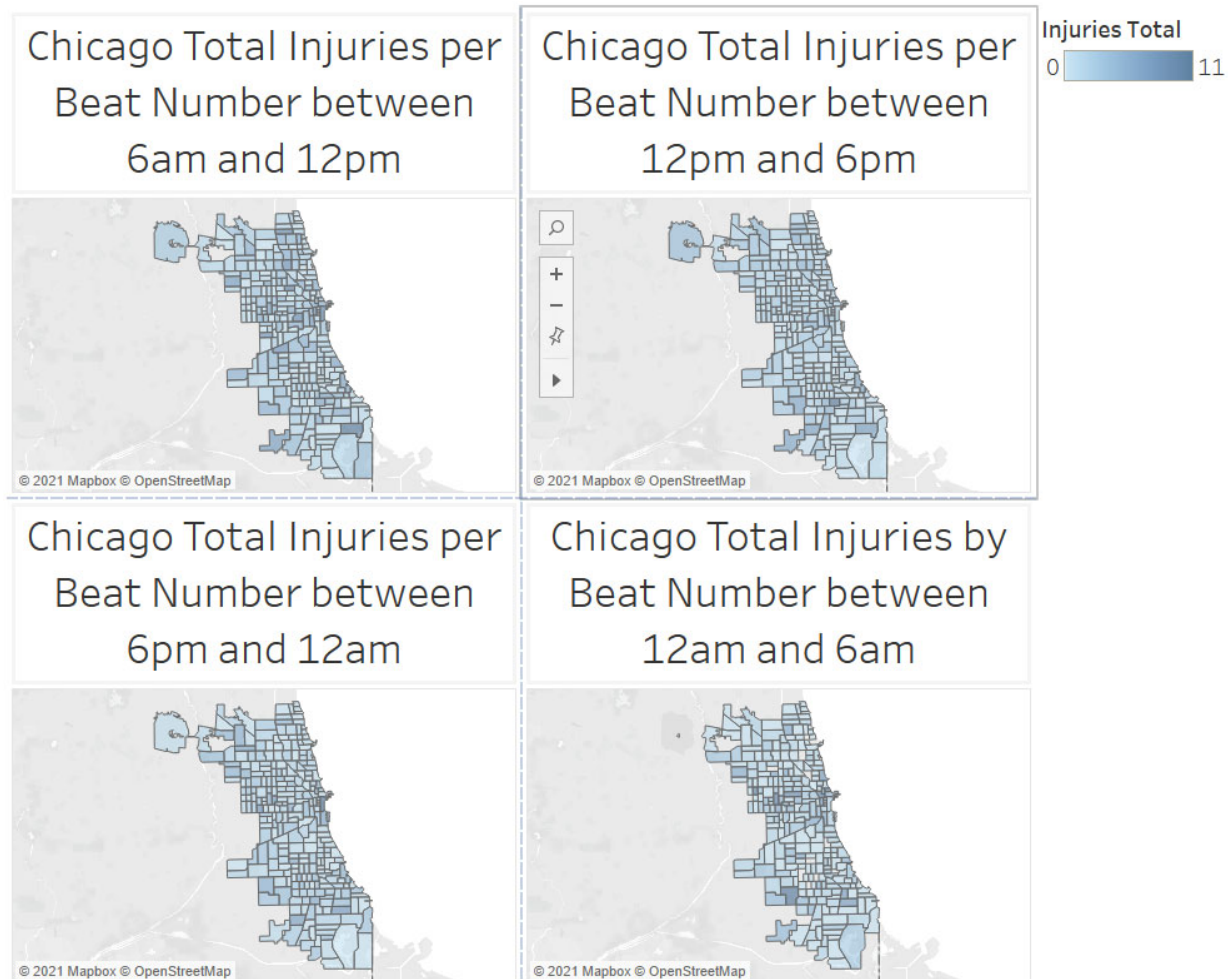 Chicago Total Injuries per
Beat Number between
6am and 12pm
Chicago Total Injuries per
Beat Number between
12pm and 6pm
Injuries Total
0 11
© 2021 Mapbox © OpenStreetMap
© 2021 Mapbox © OpenStreetMap
Chicago Total Injuries per
Beat Number between
6pm and 12am
Chicago Total Injuries by
Beat Number between
12am and 6am
© 2021 Mapbox © OpenStreetMap
© 2021 Mapbox © OpenStreetMap